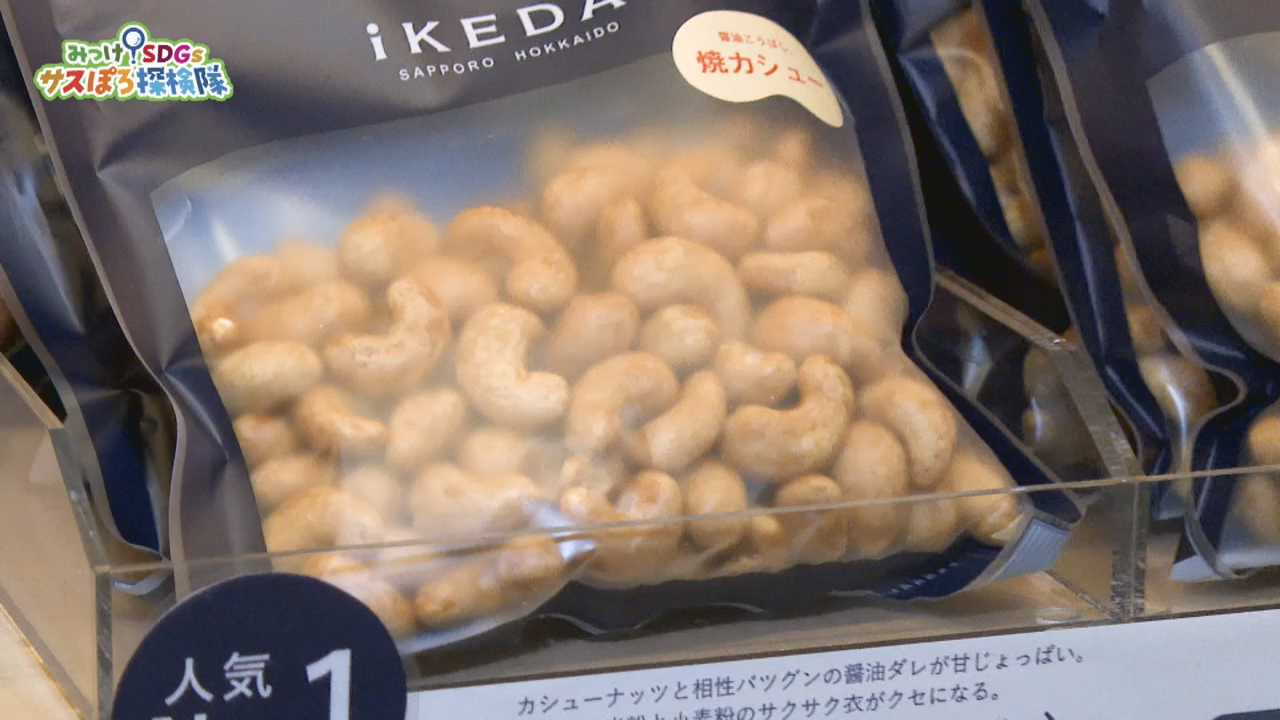 みっけ!SDGs
サスぽろ探検隊
iKEDA
SAPPORO HOKKAIDO
醤油こうばし
焼カシュー
人気
1
カシューナッツと相性バツグンの醤油ダレが甘じょっぱい。
小麦粉のサクサク衣がクセになる。